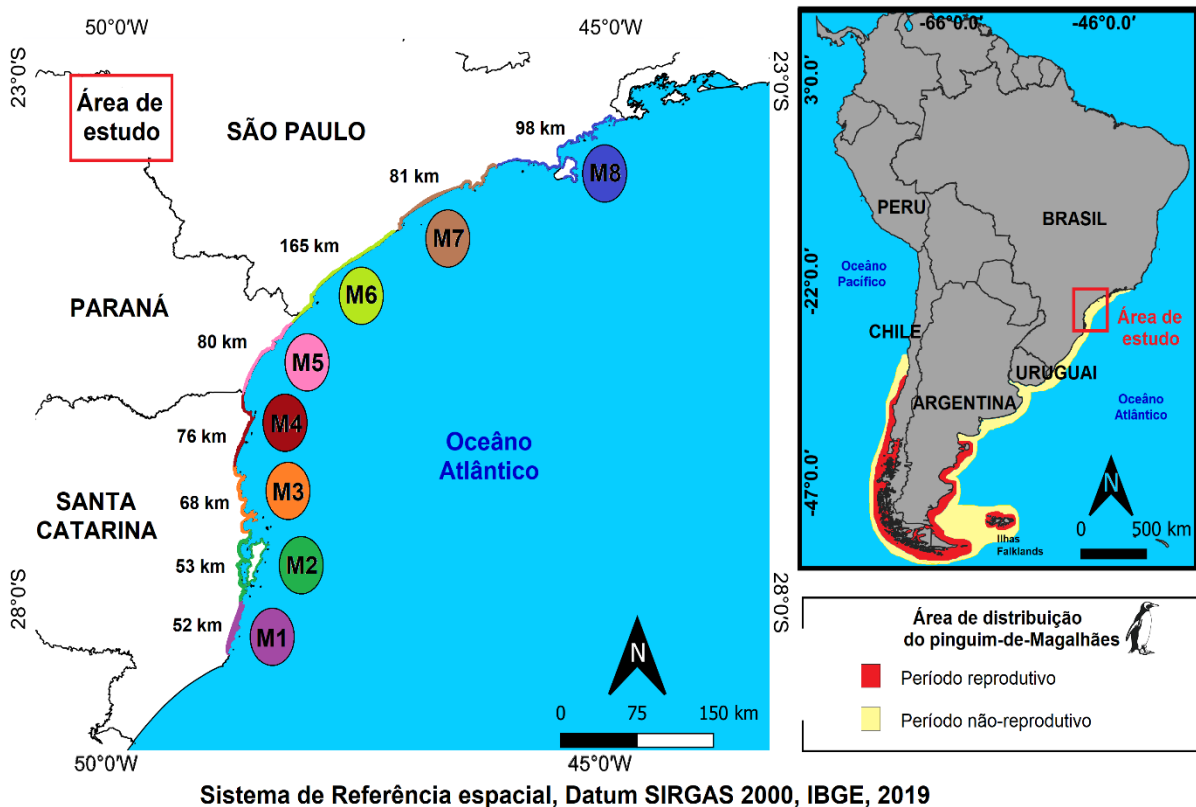 50°0'W
45°0'W
23°0'S
23°0'S
Área de
estudo
SÃO PAULO
98 km
M8
81 km
M7
165 km
M6
PARANÁ
80 km
M5
M4
76 km
Oceâno
Atlântico
M3
SANTA
CATARINA
68 km
53 km
M2
28°0'S
28°0'S
52 km
M1
N
0
75
150 km
50°0'W
45°0'W
-66°0.0'
-46°0.0'
3°0.0'
PERU
BRASIL
Oceâno
Pacífico
-22°0.0'
Área de
estudo
CHILE
URUGUAI
ARGENTINA
Oceâno
Atlântico
-47°0.0'
N
0
500 km
Ilhas
Falklands
Área de distribuição
do pinguim-de-Magalhães
Período reprodutivo
Período não-reprodutivo
Sistema de Referência espacial, Datum SIRGAS 2000, IBGE, 2019